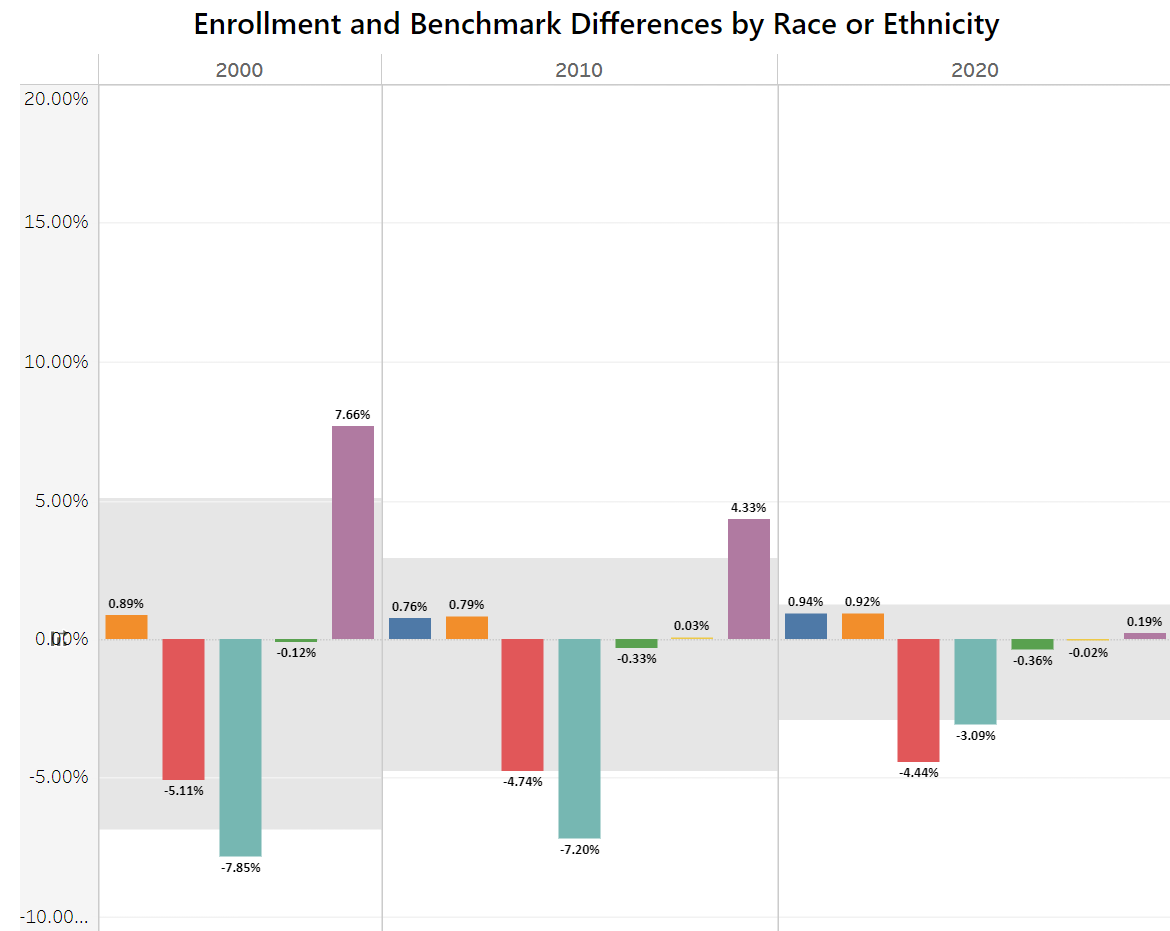 Enrollment and Benchmark Differences by Race or Ethnicity
2000 2010 2020
20.00%
15.00%
10.00%
7.66%
5.00%
4.33%
0.89% 0.76% 0.79% 0.03% 0.94% 0.92% 0.19%
0.00%
-0.12% -0.33% -0.36% -0.02%
-5.00%
-5.11% -4.74% -4.44% -3.09%
-7.85% -7.20%
-10.00...